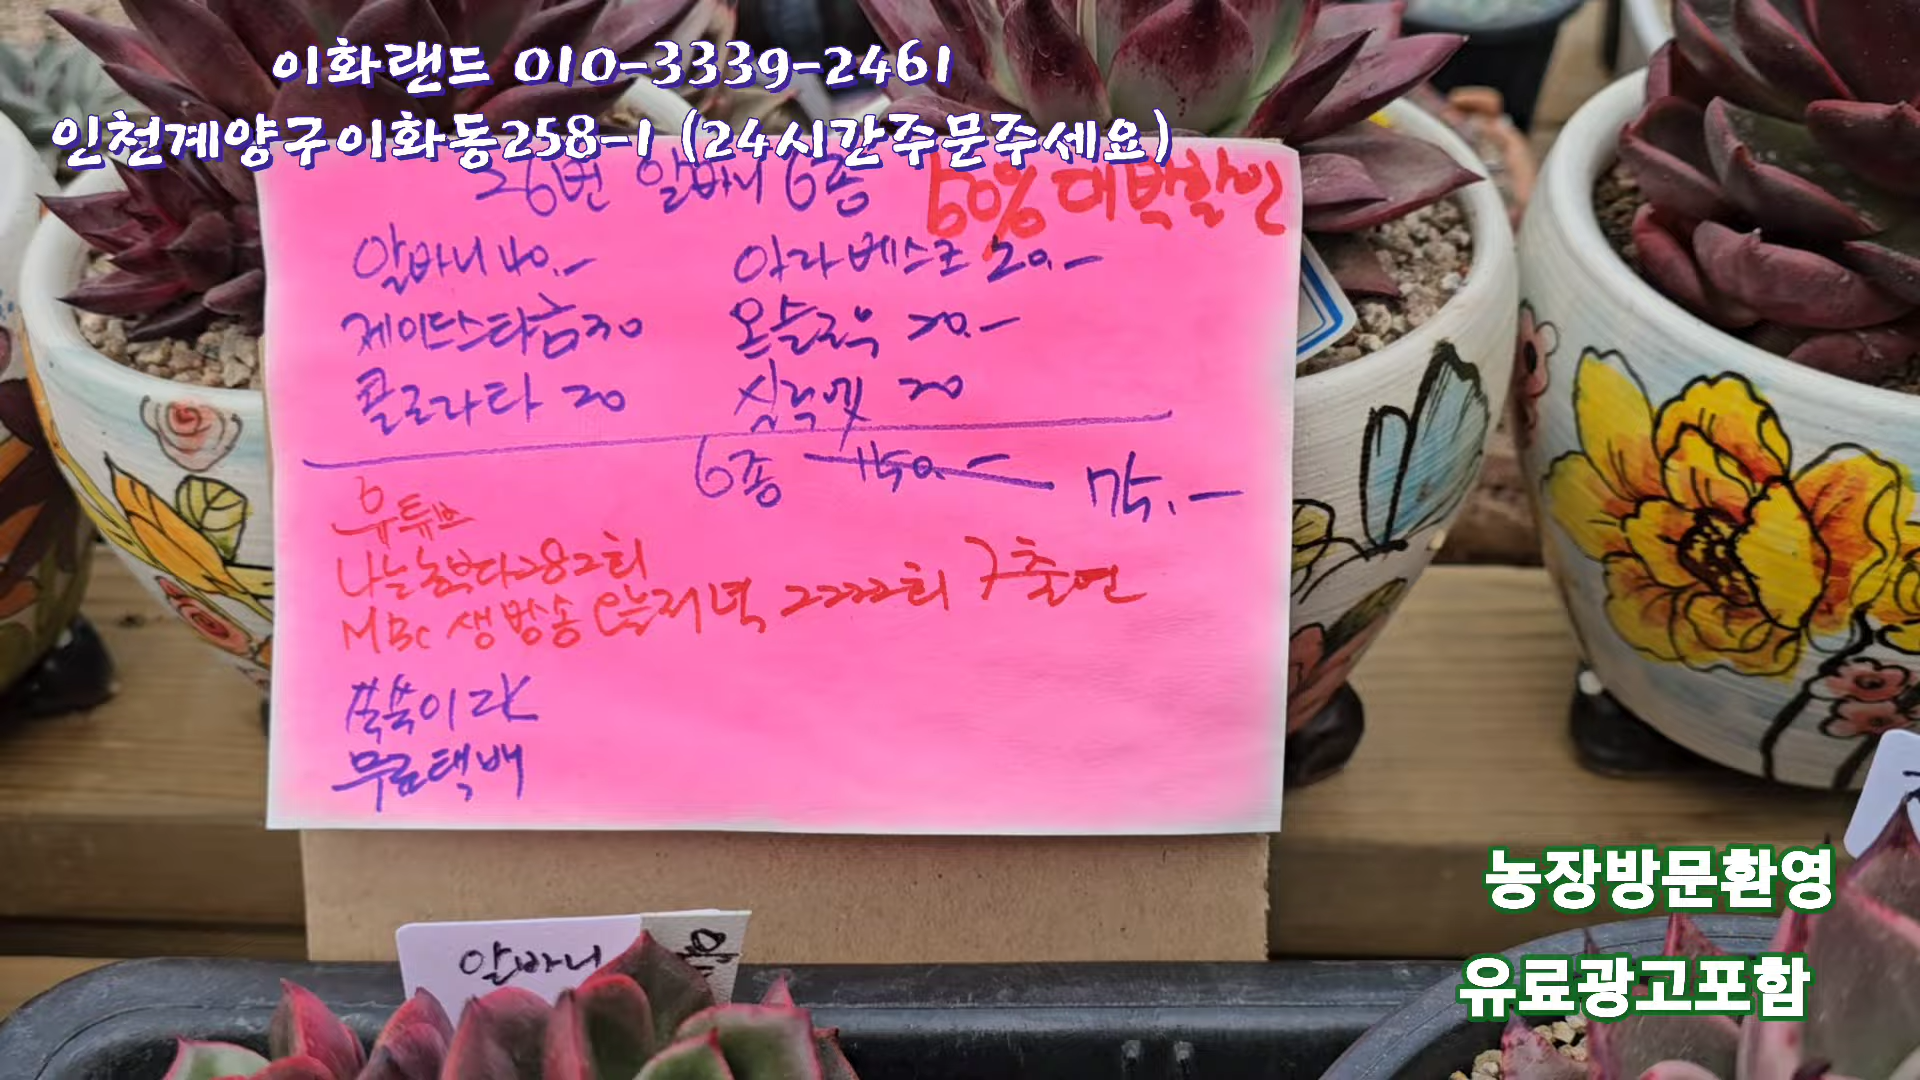 이화랜드 010-3339-2461
인천계양구이화동258-1 (24시간주문주세요)
26번 알바니 6종 50% 대박할인
알바니 40.- 아라베스크 20.-
제이드스타금 20 온슬로우 20.-
콜로라타 20 실루엣 20
6종 150.- 75.-
유튜브
나는농부다282회
MBC 생방송 오늘저녁 2222회 출연
쑥쑥이 2K
무료택배
알바니
농장방문환영
유료광고포함